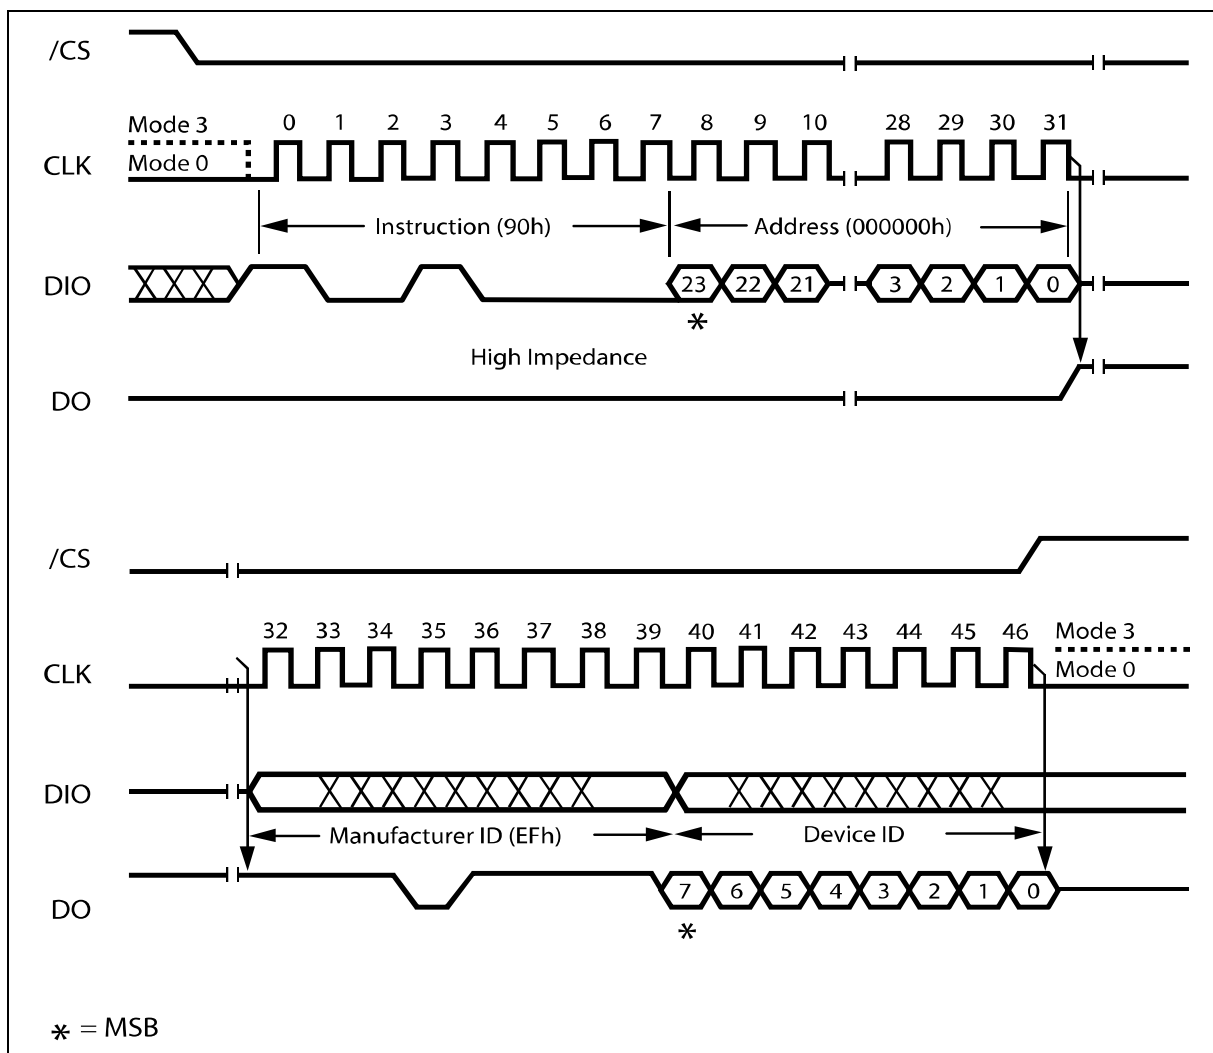 /CS
Mode 3
0 1 2 3 4 5 6 7 8 9 10 28 29 30 31
CLK
Mode 0
Instruction (90h) Address (000000h)
DIO 23 22 21 3 2 1 0
*
High Impedance
DO
/CS
32 33 34 35 36 37 38 39 40 41 42 43 44 45 46 Mode 3
CLK Mode 0
DIO
Manufacturer ID (EFh) Device ID
DO 7 6 5 4 3 2 1 0
*
* = MSB